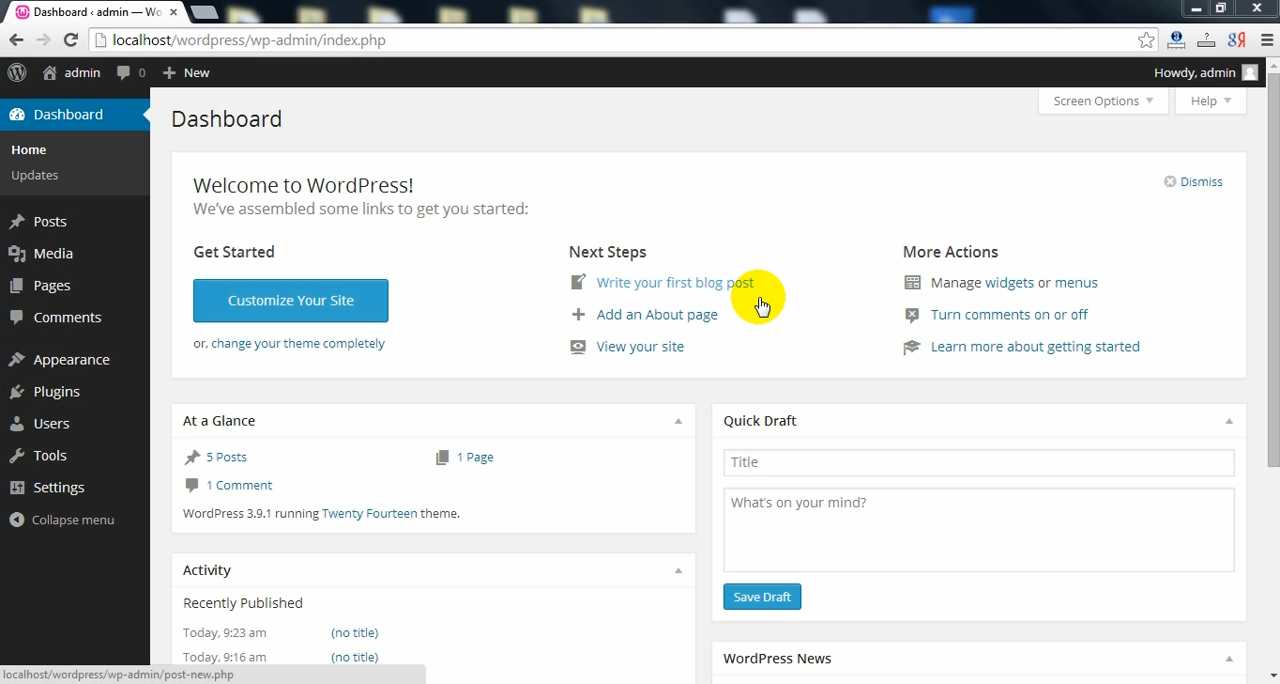 Dashboard ‹ admin — Wo
localhost/wordpress/wp-admin/index.php
admin 0 New
Howdy, admin
Dashboard
Home
Updates
Posts
Media
Pages
Comments
Appearance
Plugins
Users
Tools
Settings
Collapse menu
Dashboard
Screen Options
Help
Welcome to WordPress!
We've assembled some links to get you started:
Dismiss
Get Started
Customize Your Site
or, change your theme completely
Next Steps
Write your first blog post
Add an About page
View your site
More Actions
Manage widgets or menus
Turn comments on or off
Learn more about getting started
At a Glance
5 Posts
1 Page
1 Comment
WordPress 3.9.1 running Twenty Fourteen theme.
Activity
Recently Published
Today, 9:23 am (no title)
Today, 9:16 am (no title)
Quick Draft
Title
What's on your mind?
Save Draft
WordPress News
localhost/wordpress/wp-admin/post-new.php